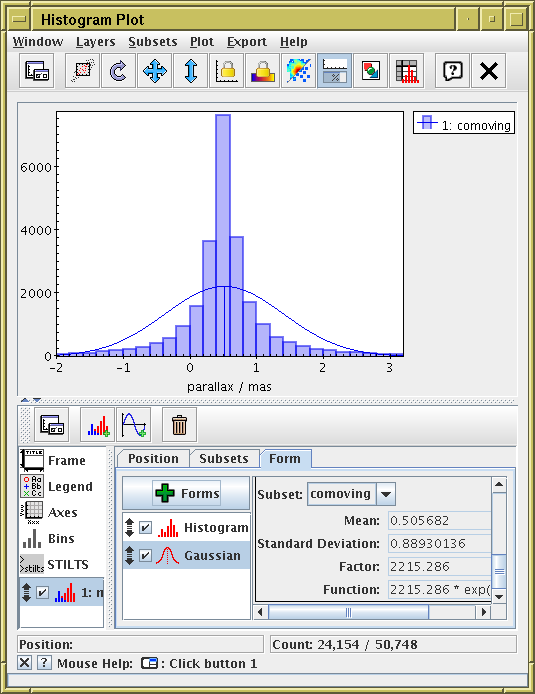 Histogram Plot
Window Layers Subsets Plot Export Help
%
1: comoving
6000
4000
2000
0
-2 -1 0 1 2 3
parallax / mas
Position Subsets Form
TITLE
Frame
Aa
Bb
Cc
Legend
Xxx
Axes
Bins
>stilts
STILTS
1: m
Forms
Histogram
Gaussian
Subset: comoving
Mean: 0.505682
Standard Deviation: 0.88930136
Factor: 2215.286
Function: 2215.286 * exp(
Position: Count: 24,154 / 50,748
Mouse Help: : Click button 1